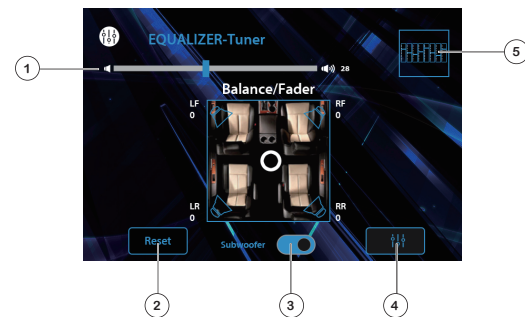 EQUALIZER-Tuner
5
1
28
Balance/Fader
LF
0
RF
0
LR
0
RR
0
Reset
Subwoofer
2
3
4